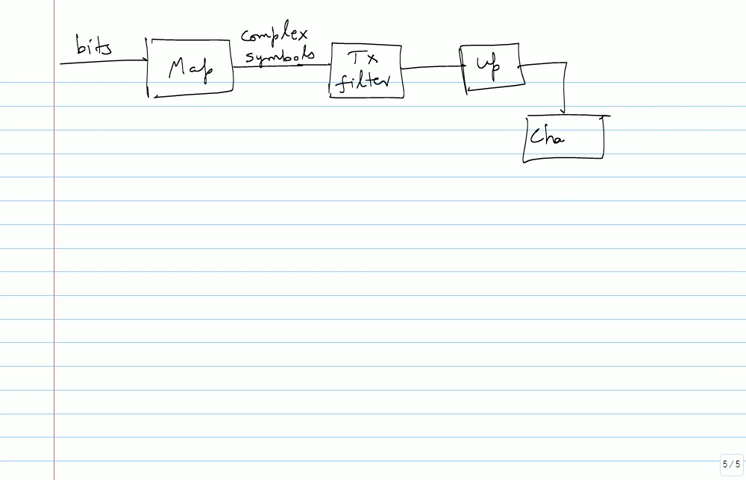 bits
Map
complex
symbols
Tx
filter
up
Cha
5/5